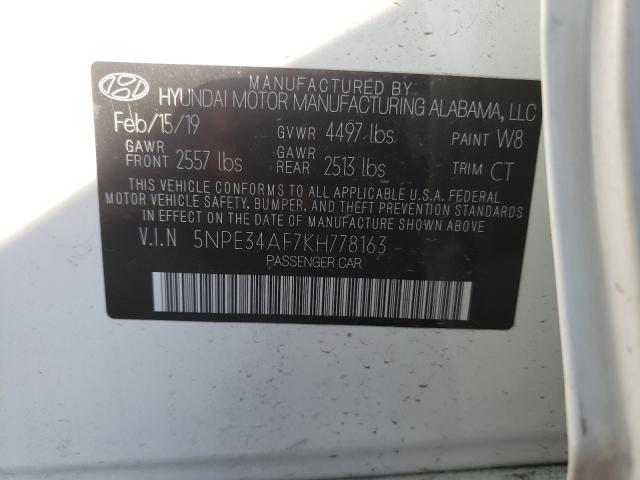 MANUFACTURED BY
HYUNDAI MOTOR MANUFACTURING ALABAMA, LLC
Feb/15/19 GVWR 4497 lbs PAINT W8
GAWR FRONT 2557 lbs GAWR REAR 2513 lbs TRIM CT
THIS VEHICLE CONFORMS TO ALL APPLICABLE U.S.A. FEDERAL
MOTOR VEHICLE SAFETY, BUMPER, AND THEFT PREVENTION
STANDARDS IN EFFECT ON THE DATE OF MANUFACTURE SHOWN ABOVE.
V.I.N 5NPE34AF7KH778163
PASSENGER CAR